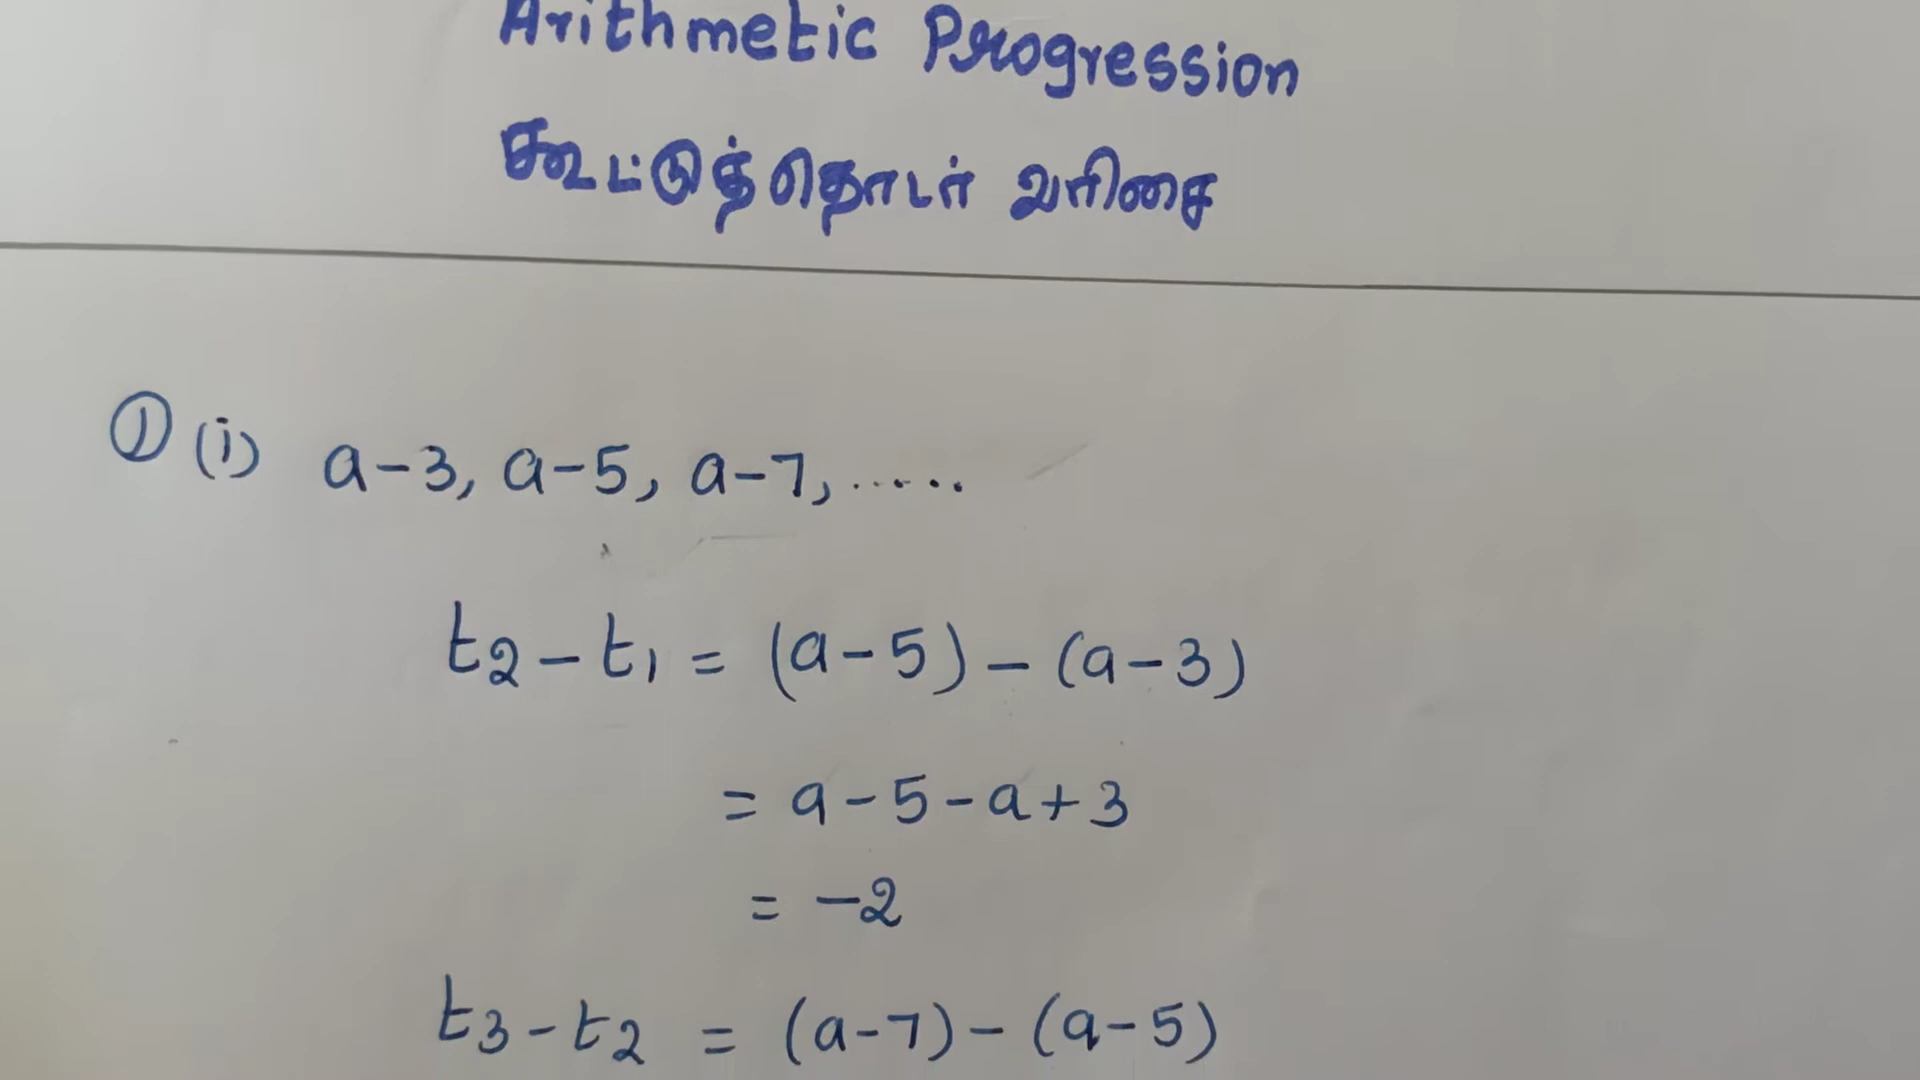 Arithmetic Progression
கூட்டுத்தொடர் வரிசை
① (i) a-3, a-5, a-7, .....
t2 - t1 = (a-5) - (a-3)
= a-5-a+3
= -2
t3 - t2 = (a-7) - (a-5)